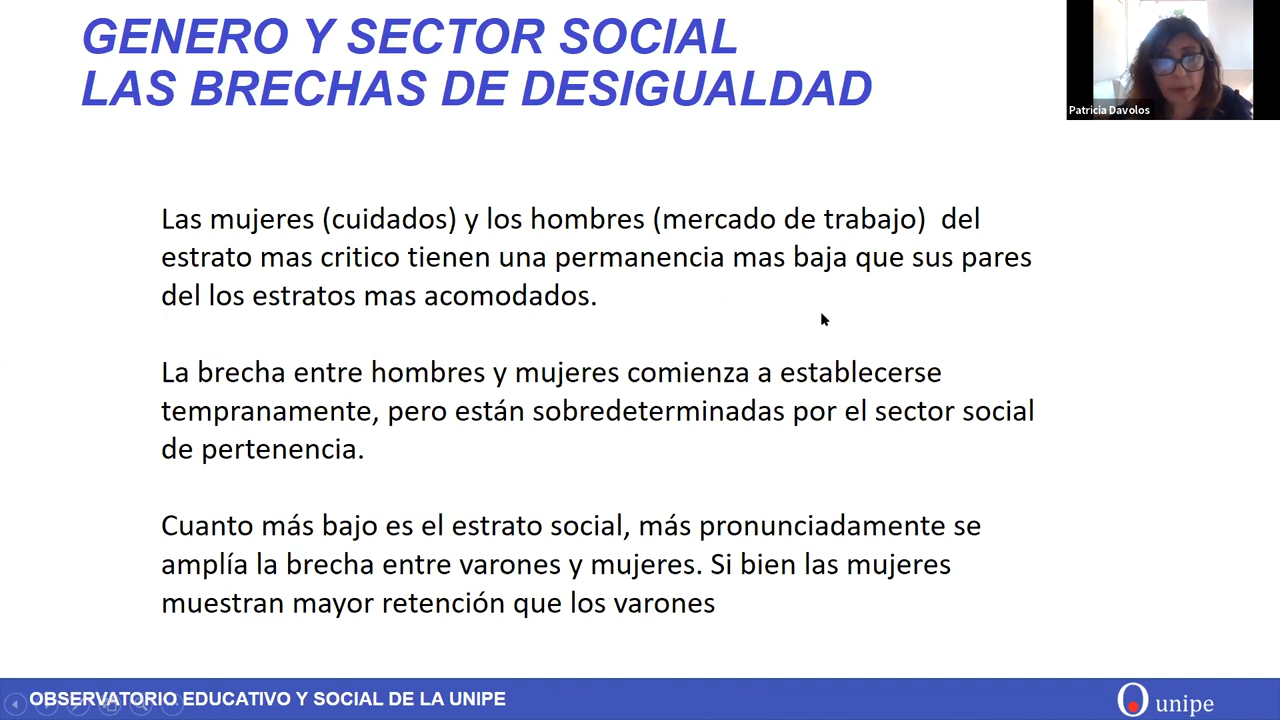 GENERO Y SECTOR SOCIAL
LAS BRECHAS DE DESIGUALDAD
Patricia Davolos
Las mujeres (cuidados) y los hombres (mercado de trabajo)  del
estrato mas critico tienen una permanencia mas baja que sus pares
del los estratos mas acomodados.
La brecha entre hombres y mujeres comienza a establecerse
tempranamente, pero están sobredeterminadas por el sector social
de pertenencia.
Cuanto más bajo es el estrato social, más pronunciadamente se
amplía la brecha entre varones y mujeres. Si bien las mujeres
muestran mayor retención que los varones
OBSERVATORIO EDUCATIVO Y SOCIAL DE LA UNIPE
unipe